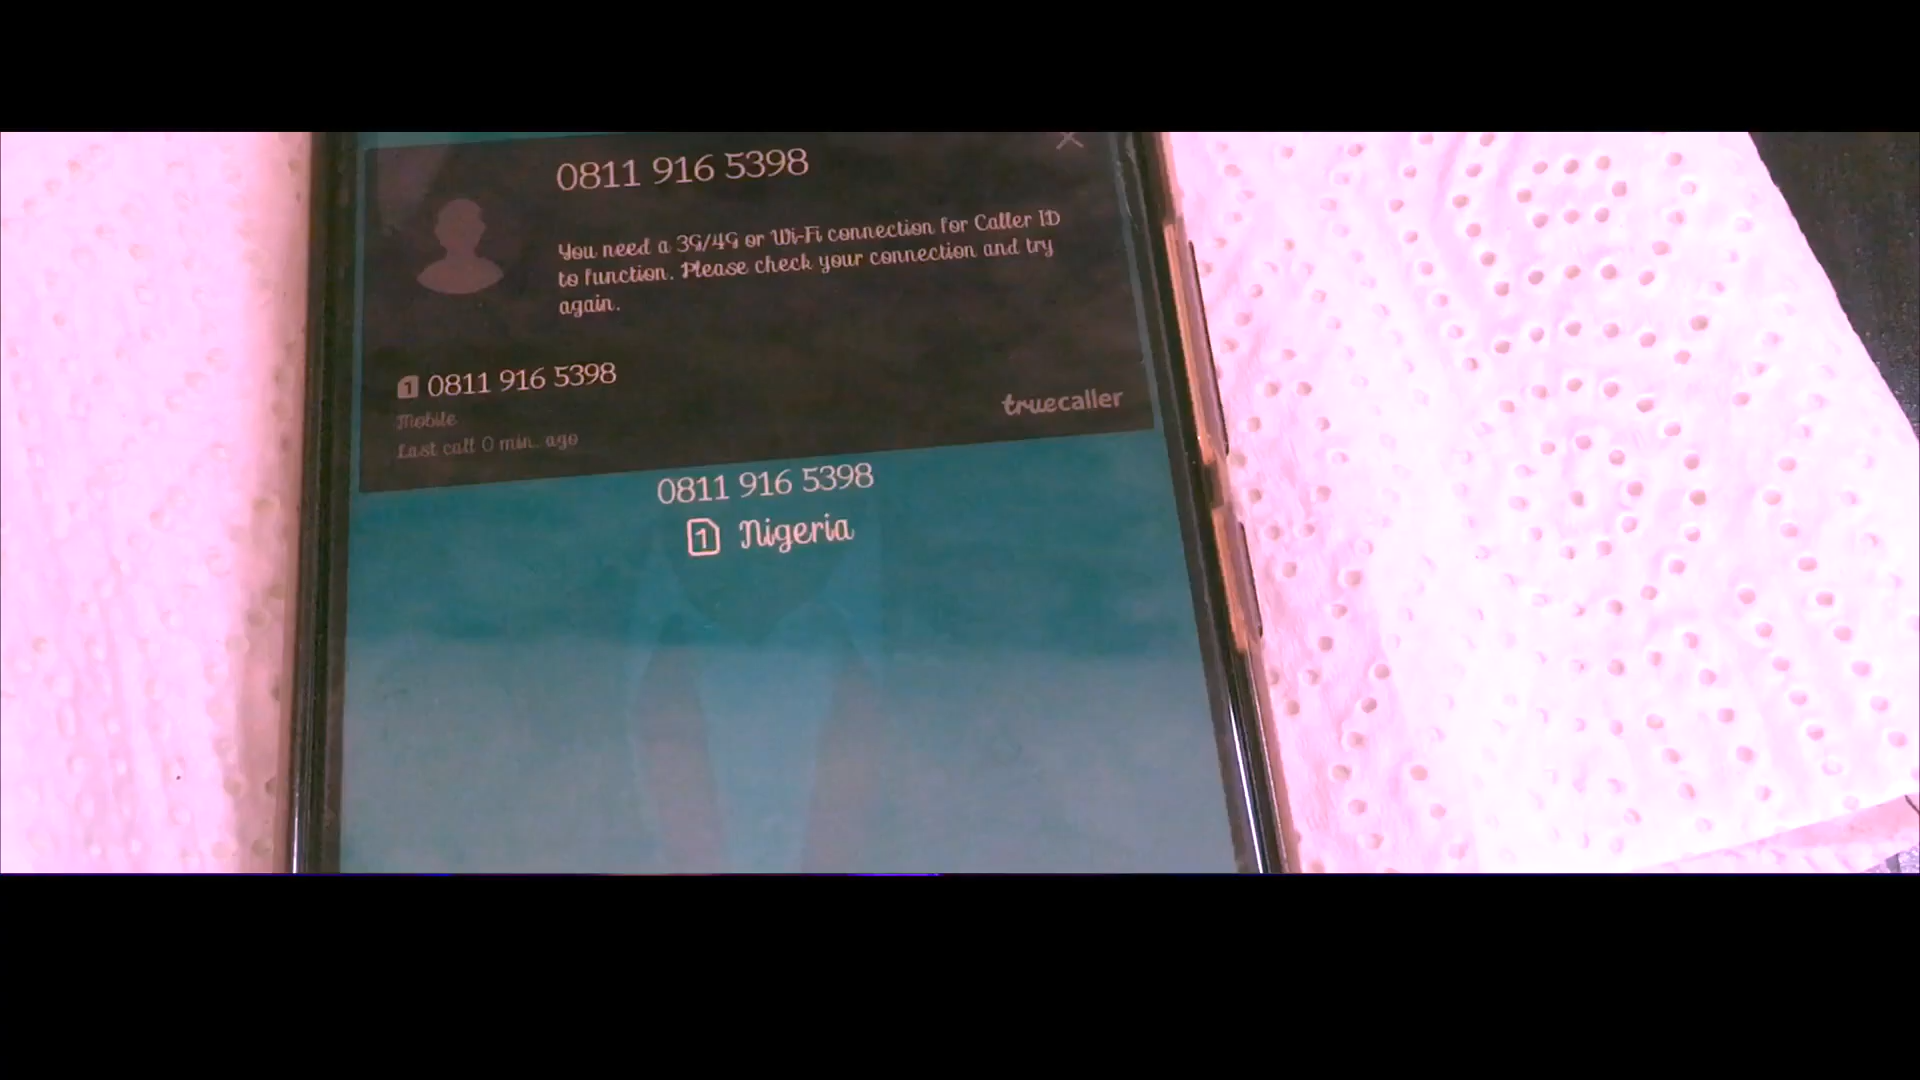 0811 916 5398
You need a 3G/4G or Wi-Fi connection for Caller ID
to function. Please check your connection and try
again.
1 0811 916 5398
Mobile
Last call 0 min. ago
truecaller
0811 916 5398
1 Nigeria